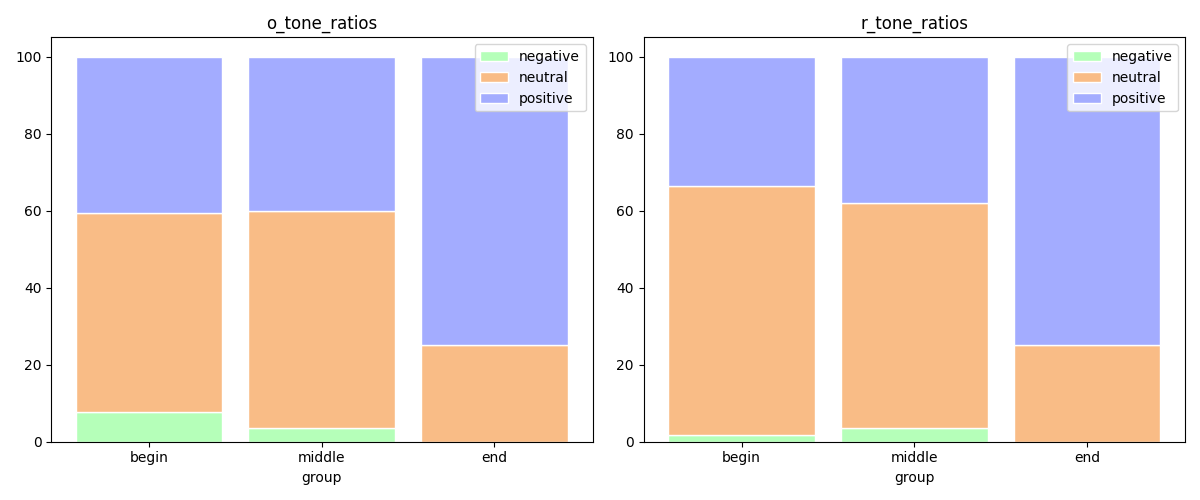 o_tone_ratios
negative
neutral
positive
100
80
60
40
20
0
begin middle end
group
r_tone_ratios
negative
neutral
positive
100
80
60
40
20
0
begin middle end
group